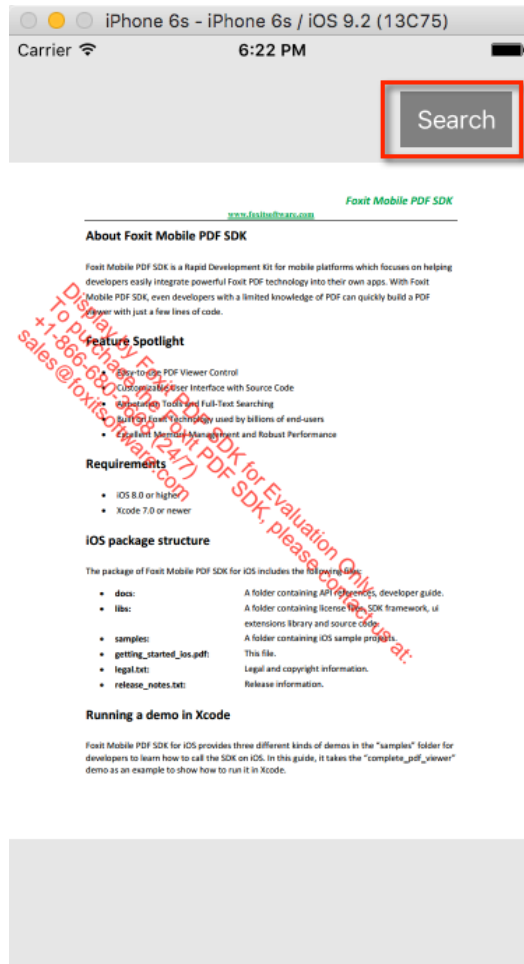 iPhone 6s - iPhone 6s / iOS 9.2 (13C75)
Carrier 6:22 PM
Search
Foxit Mobile PDF SDK
www.foxitsoftware.com
About Foxit Mobile PDF SDK
Foxit Mobile PDF SDK is a Rapid Development Kit for mobile platforms which focuses on helping
developers easily integrate powerful Foxit PDF technology into their own apps. With Foxit
Mobile PDF SDK, even developers with a limited knowledge of PDF can quickly build a PDF
viewer with just a few lines of code.
Feature Spotlight
• Easy-to-use PDF Viewer Control
• Customizable User Interface with Source Code
• Annotation Tools and Full-Text Searching
• Built on Foxit Technology used by billions of end-users
• Excellent Memory Management and Robust Performance
Requirements
• iOS 8.0 or higher
• Xcode 7.0 or newer
iOS package structure
The package of Foxit Mobile PDF SDK for iOS includes the following files:
• docs: A folder containing API references, developer guide.
• libs: A folder containing license files, SDK framework, ui
extensions library and source code.
• samples: A folder containing iOS sample projects.
• getting_started_ios.pdf: This file.
• legal.txt: Legal and copyright information.
• release_notes.txt: Release information.
Running a demo in Xcode
Foxit Mobile PDF SDK for iOS provides three different kinds of demos in the "samples" folder for
developers to learn how to call the SDK on iOS. In this guide, it takes the "complete_pdf_viewer"
demo as an example to show how to run it in Xcode.
Display by Foxit PDF SDK for Evaluation Only.
To purchase the Foxit PDF SDK, please contact us at:
+1-866-680-3668 (24/7)
sales@foxitsoftware.com